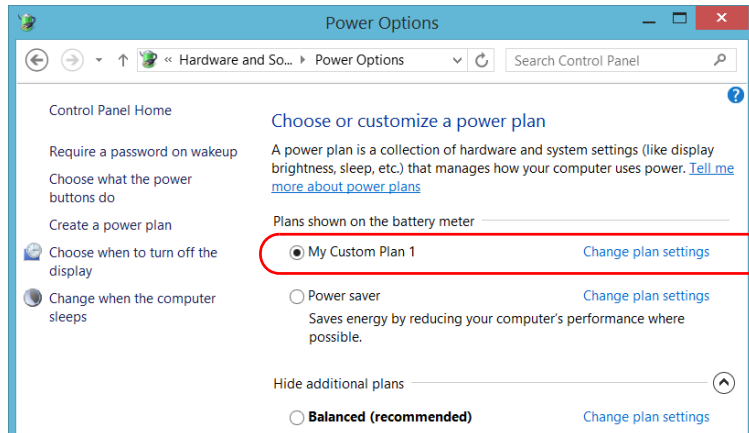 Power Options
« Hardware and So... Power Options
Search Control Panel
Control Panel Home
Require a password on wakeup
Choose what the power
buttons do
Create a power plan
Choose when to turn off the
display
Change when the computer
sleeps
Choose or customize a power plan
A power plan is a collection of hardware and system settings (like display
brightness, sleep, etc.) that manages how your computer uses power. Tell me
more about power plans
Plans shown on the battery meter
My Custom Plan 1 Change plan settings
Power saver Change plan settings
Saves energy by reducing your computer's performance where
possible.
Hide additional plans
Balanced (recommended) Change plan settings